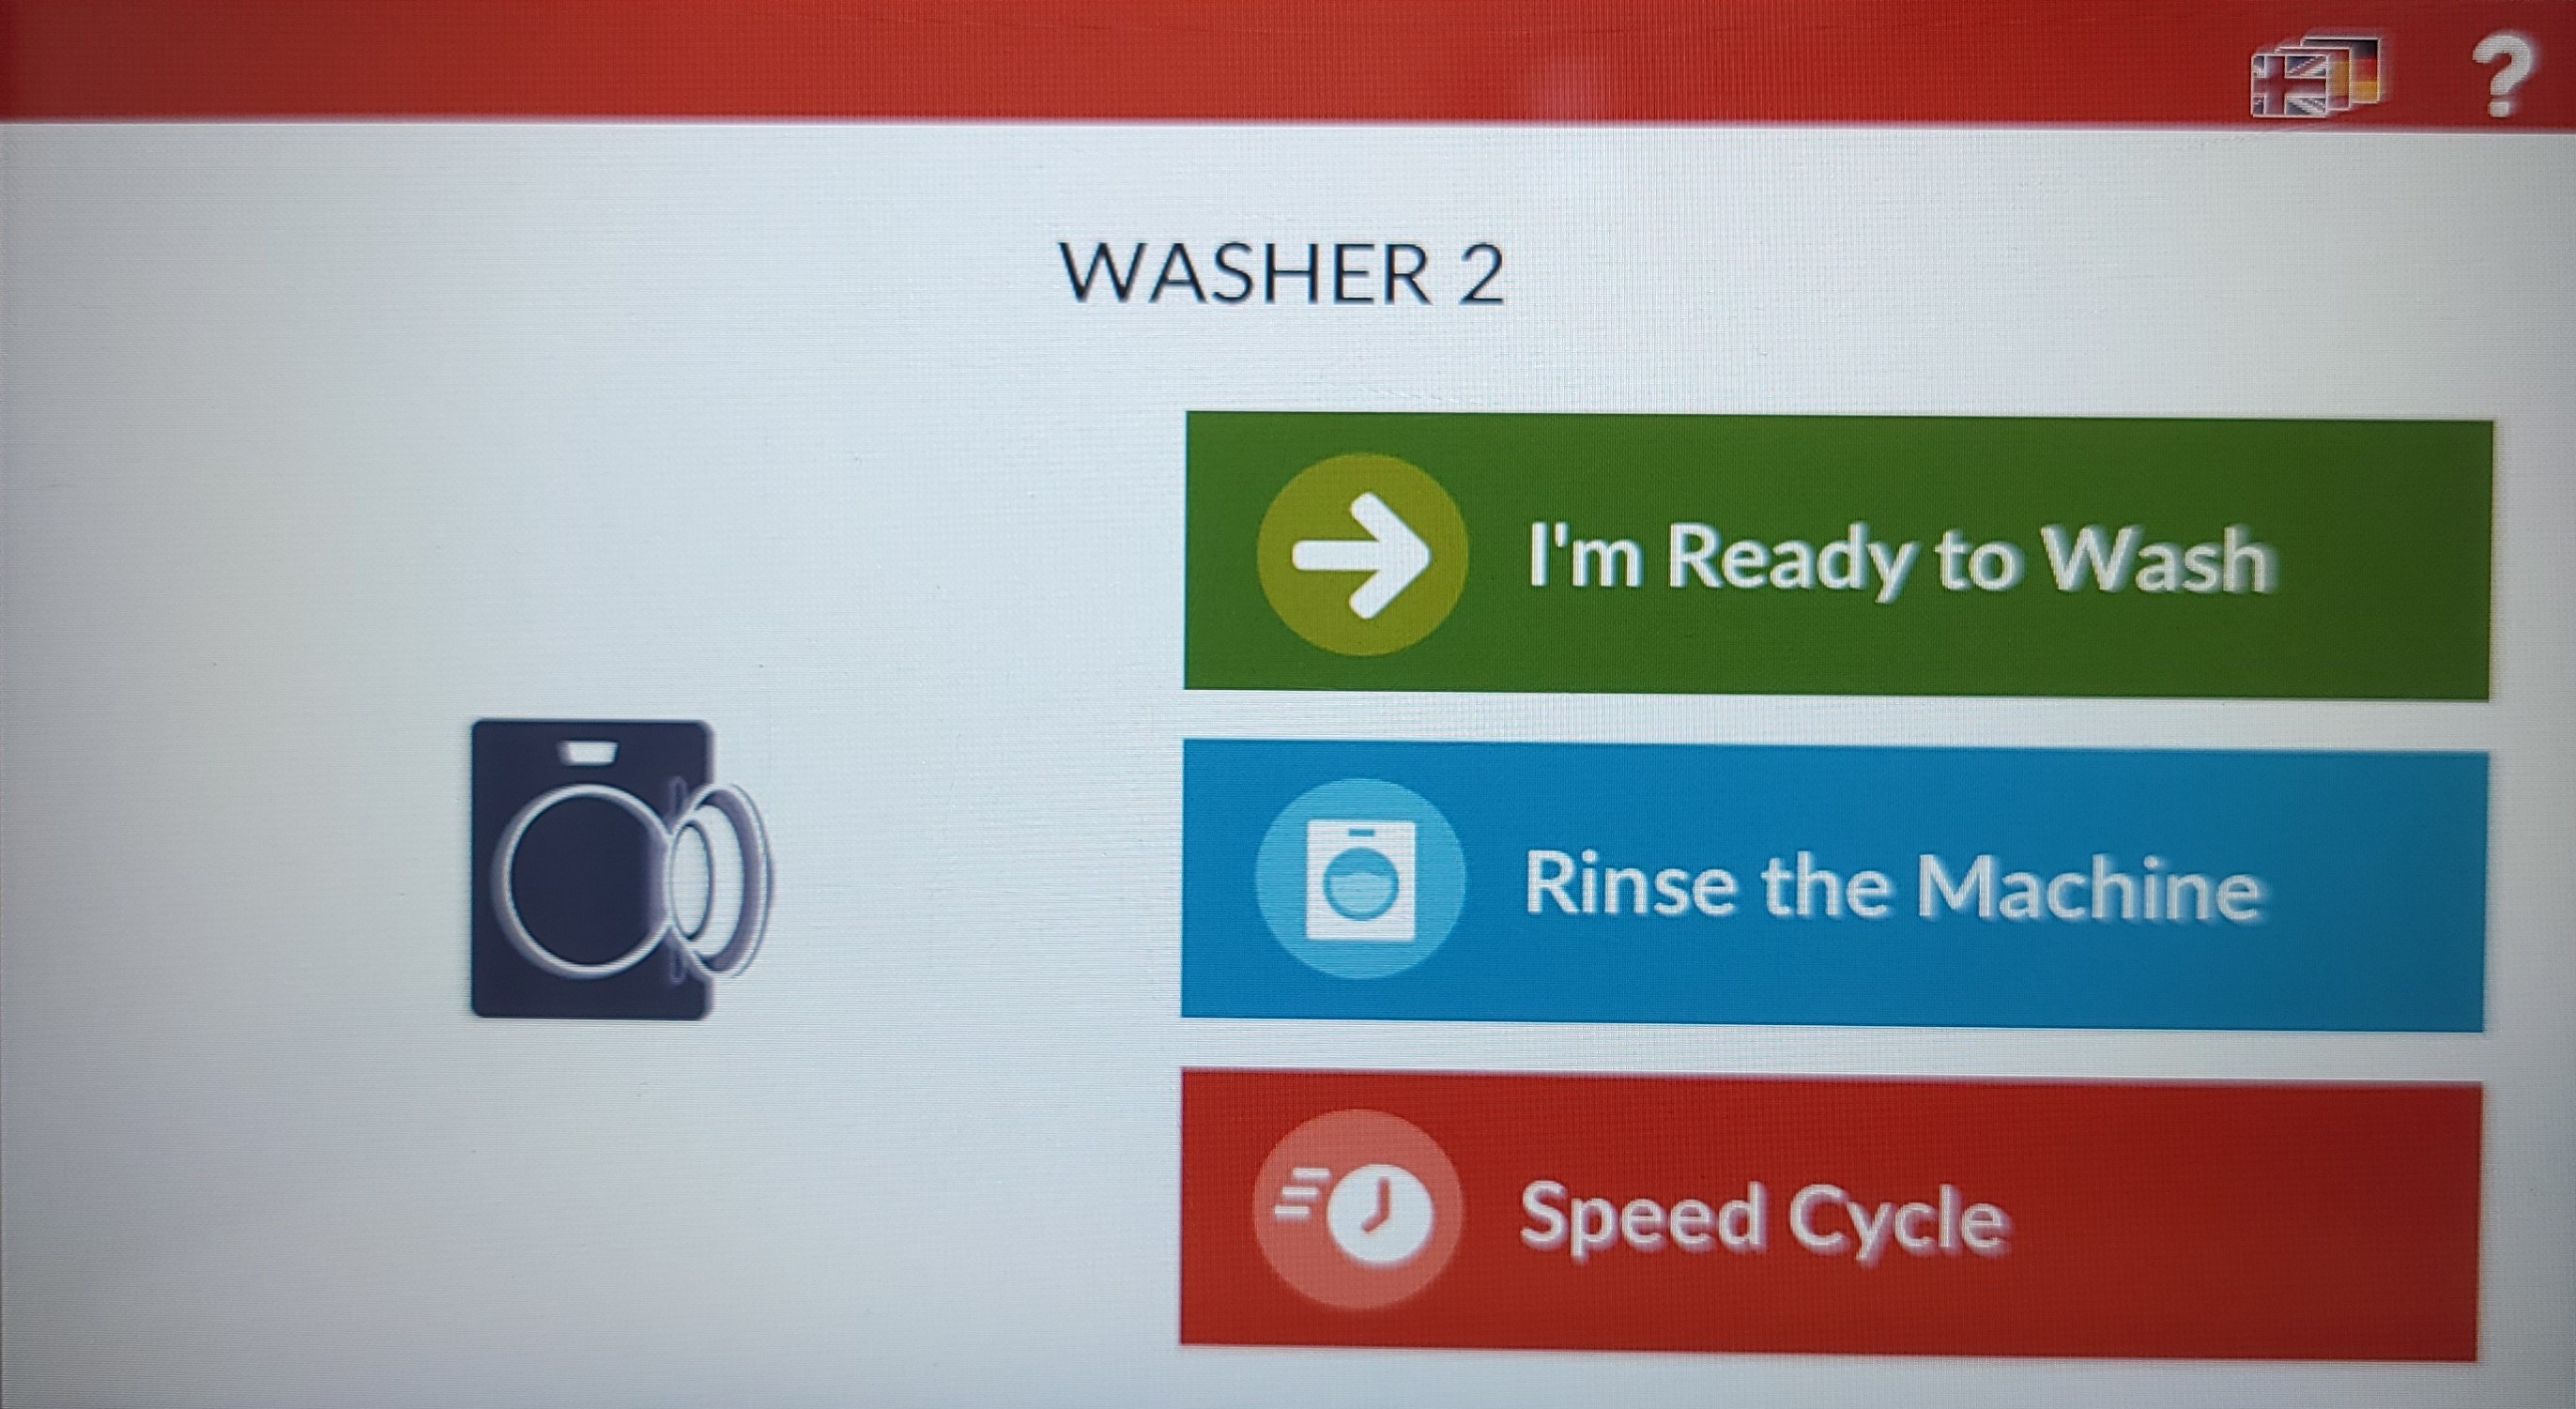 ?
WASHER 2
I'm Ready to Wash
Rinse the Machine
Speed Cycle